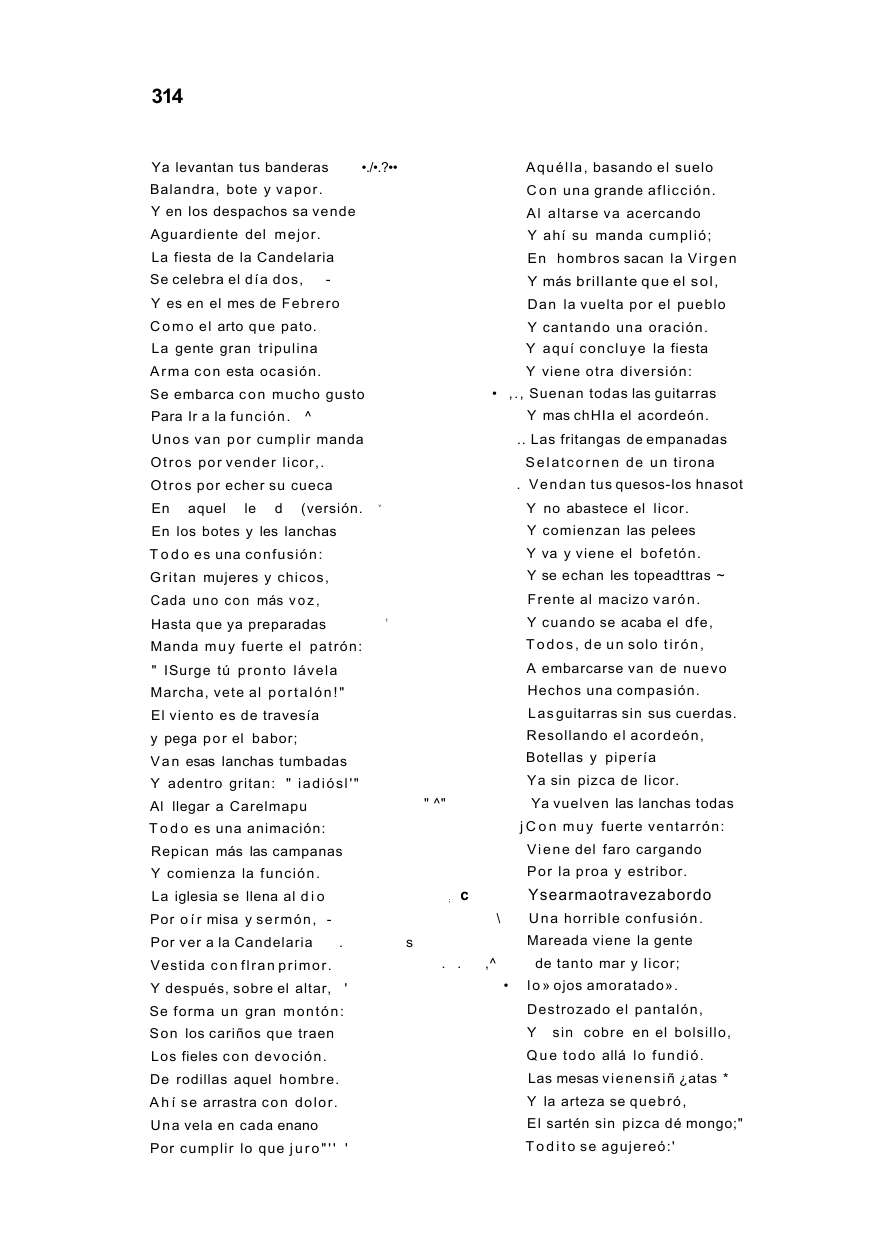 314
Ya levantan tus banderas •./•.?••
Balandra, bote y vapor.
Y en los despachos sa vende
Aguardiente del mejor.
La fiesta de la Candelaria
Se celebra el día dos, -
Y es en el mes de Febrero
Como el arto que pato.
La gente gran tripulina
Arma con esta ocasión.
Se embarca con mucho gusto
Para Ir a la función. ^
Unos van por cumplir manda
Otros por vender licor,.
Otros por echer su cueca
En aquel le d (versión. ˅
En los botes y les lanchas
Todo es una confusión:
Gritan mujeres y chicos,
Cada uno con más voz,
Hasta que ya preparadas '
Manda muy fuerte el patrón:
" ISurge tú pronto lávela
Marcha, vete al portalón!"
El viento es de travesía
y pega por el babor;
Van esas lanchas tumbadas
Y adentro gritan: " iadiósl'"
Al llegar a Carelmapu " ^"
Todo es una animación:
Repican más las campanas
Y comienza la función.
La iglesia se llena al dio ; c
Por oír misa y sermón, - \
Por ver a la Candelaria . s
Vestida con fIran primor. . . ,^
Y después, sobre el altar, ' •
Se forma un gran montón:
Son los cariños que traen
Los fieles con devoción.
De rodillas aquel hombre.
Ahí se arrastra con dolor.
Una vela en cada enano
Por cumplir lo que juro"'' '
Aquélla, basando el suelo
Con una grande aflicción.
Al altarse va acercando
Y ahí su manda cumplió;
En hombros sacan la Virgen
Y más brillante que el sol,
Dan la vuelta por el pueblo
Y cantando una oración.
Y aquí concluye la fiesta
Y viene otra diversión:
• ,., Suenan todas las guitarras
Y mas chHIa el acordeón.
.. Las fritangas de empanadas
Selatcornen de un tirona
. Vendan tus quesos-los hnasot
Y no abastece el licor.
Y comienzan las pelees
Y va y viene el bofetón.
Y se echan les topeadttras ~
Frente al macizo varón.
Y cuando se acaba el dfe,
Todos, de un solo tirón,
A embarcarse van de nuevo
Hechos una compasión.
Las guitarras sin sus cuerdas.
Resollando el acordeón,
Botellas y pipería
Ya sin pizca de licor.
Ya vuelven las lanchas todas
jCon muy fuerte ventarrón:
Viene del faro cargando
Por la proa y estribor.
Ysearmaotravezabordo
Una horrible confusión.
Mareada viene la gente
de tanto mar y licor;
lo» ojos amoratado».
Destrozado el pantalón,
Y sin cobre en el bolsillo,
Que todo allá lo fundió.
Las mesas vienensiñ ¿atas *
Y la arteza se quebró,
El sartén sin pizca dé mongo;"
Todito se agujereó:'